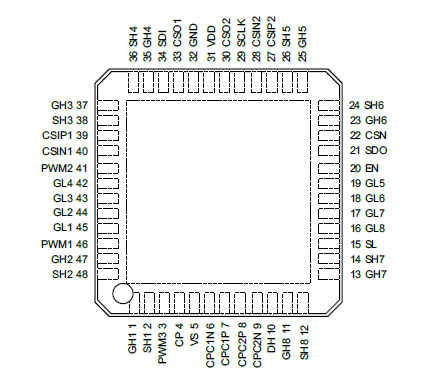 36 SH4
35 GH4
34 SDI
33 CSO1
32 GND
31 VDD
30 CSO2
29 SCLK
28 CSIN2
27 CSIP2
26 SH5
25 GH5
GH3 37
SH3 38
CSIP1 39
CSIN1 40
PWM2 41
GL4 42
GL3 43
GL2 44
GL1 45
PWM1 46
GH2 47
SH2 48
24 SH6
23 GH6
22 CSN
21 SDO
20 EN
19 GL5
18 GL6
17 GL7
16 GL8
15 SL
14 SH7
13 GH7
GH1 1
SH1 2
PWM3 3
CP 4
VS 5
CPC1N 6
CPC1P 7
CPC2P 8
CPC2N 9
DH 10
GH8 11
SH8 12